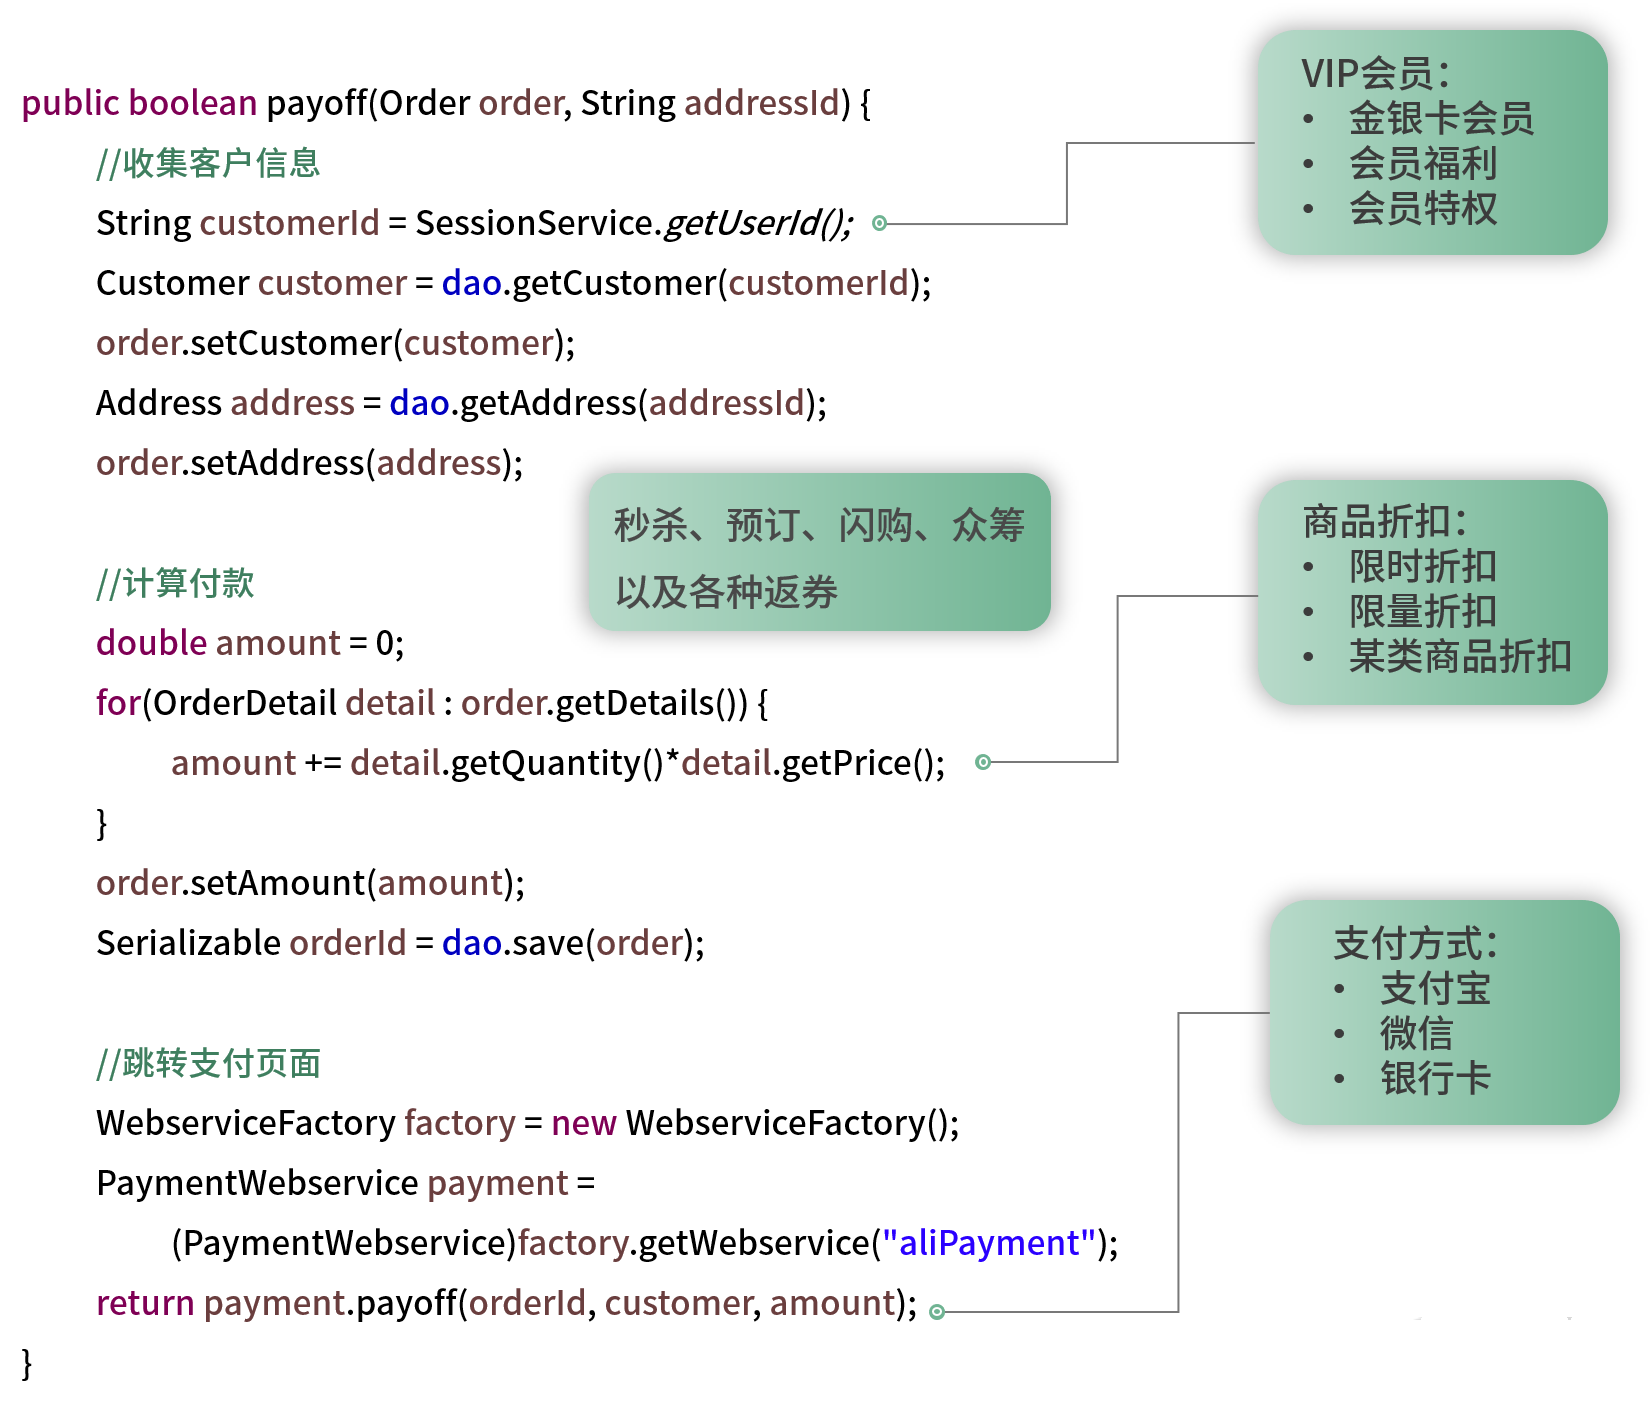 public boolean payoff(Order order, String addressId) {
//收集客户信息
String customerId = SessionService.getUserId();
Customer customer = dao.getCustomer(customerId);
order.setCustomer(customer);
Address address = dao.getAddress(addressId);
order.setAddress(address);
//计算付款
double amount = 0;
for(OrderDetail detail : order.getDetails()) {
amount += detail.getQuantity()*detail.getPrice();
}
order.setAmount(amount);
Serializable orderId = dao.save(order);
//跳转支付页面
WebserviceFactory factory = new WebserviceFactory();
PaymentWebservice payment =
(PaymentWebservice)factory.getWebservice("aliPayment");
return payment.payoff(orderId, customer, amount);
}
VIP会员：
• 金银卡会员
• 会员福利
• 会员特权
秒杀、预订、闪购、众筹
以及各种返券
商品折扣：
• 限时折扣
• 限量折扣
• 某类商品折扣
支付方式：
• 支付宝
• 微信
• 银行卡